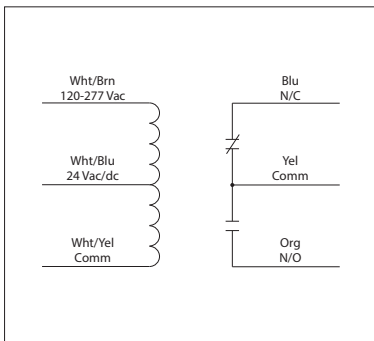 Wht/Brn
120-277 Vac
Wht/Blu
24 Vac/dc
Wht/Yel
Comm
Blu
N/C
Yel
Comm
Org
N/O